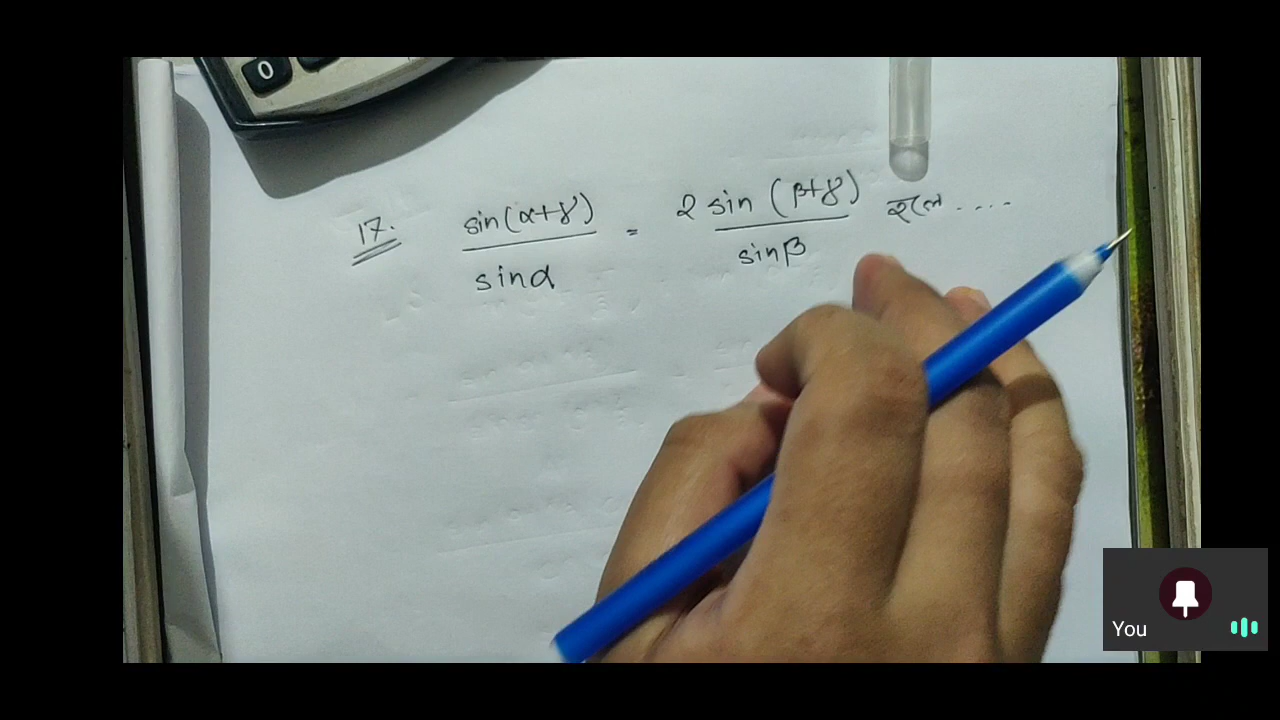 0
17. sin(α+γ) / sinα = 2 sin (β+γ) / sinβ হলে ....
You